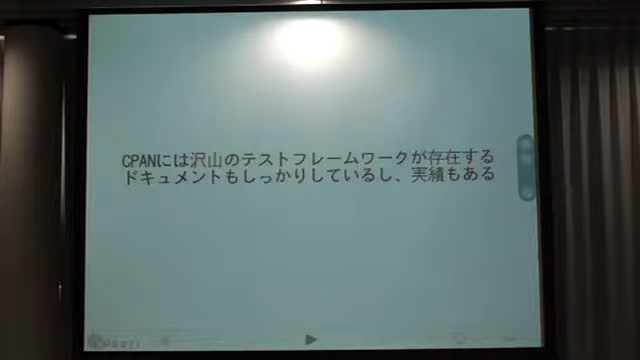 CPANには沢山のテストフレームワークが存在する
ドキュメントもしっかりしているし、実績もある